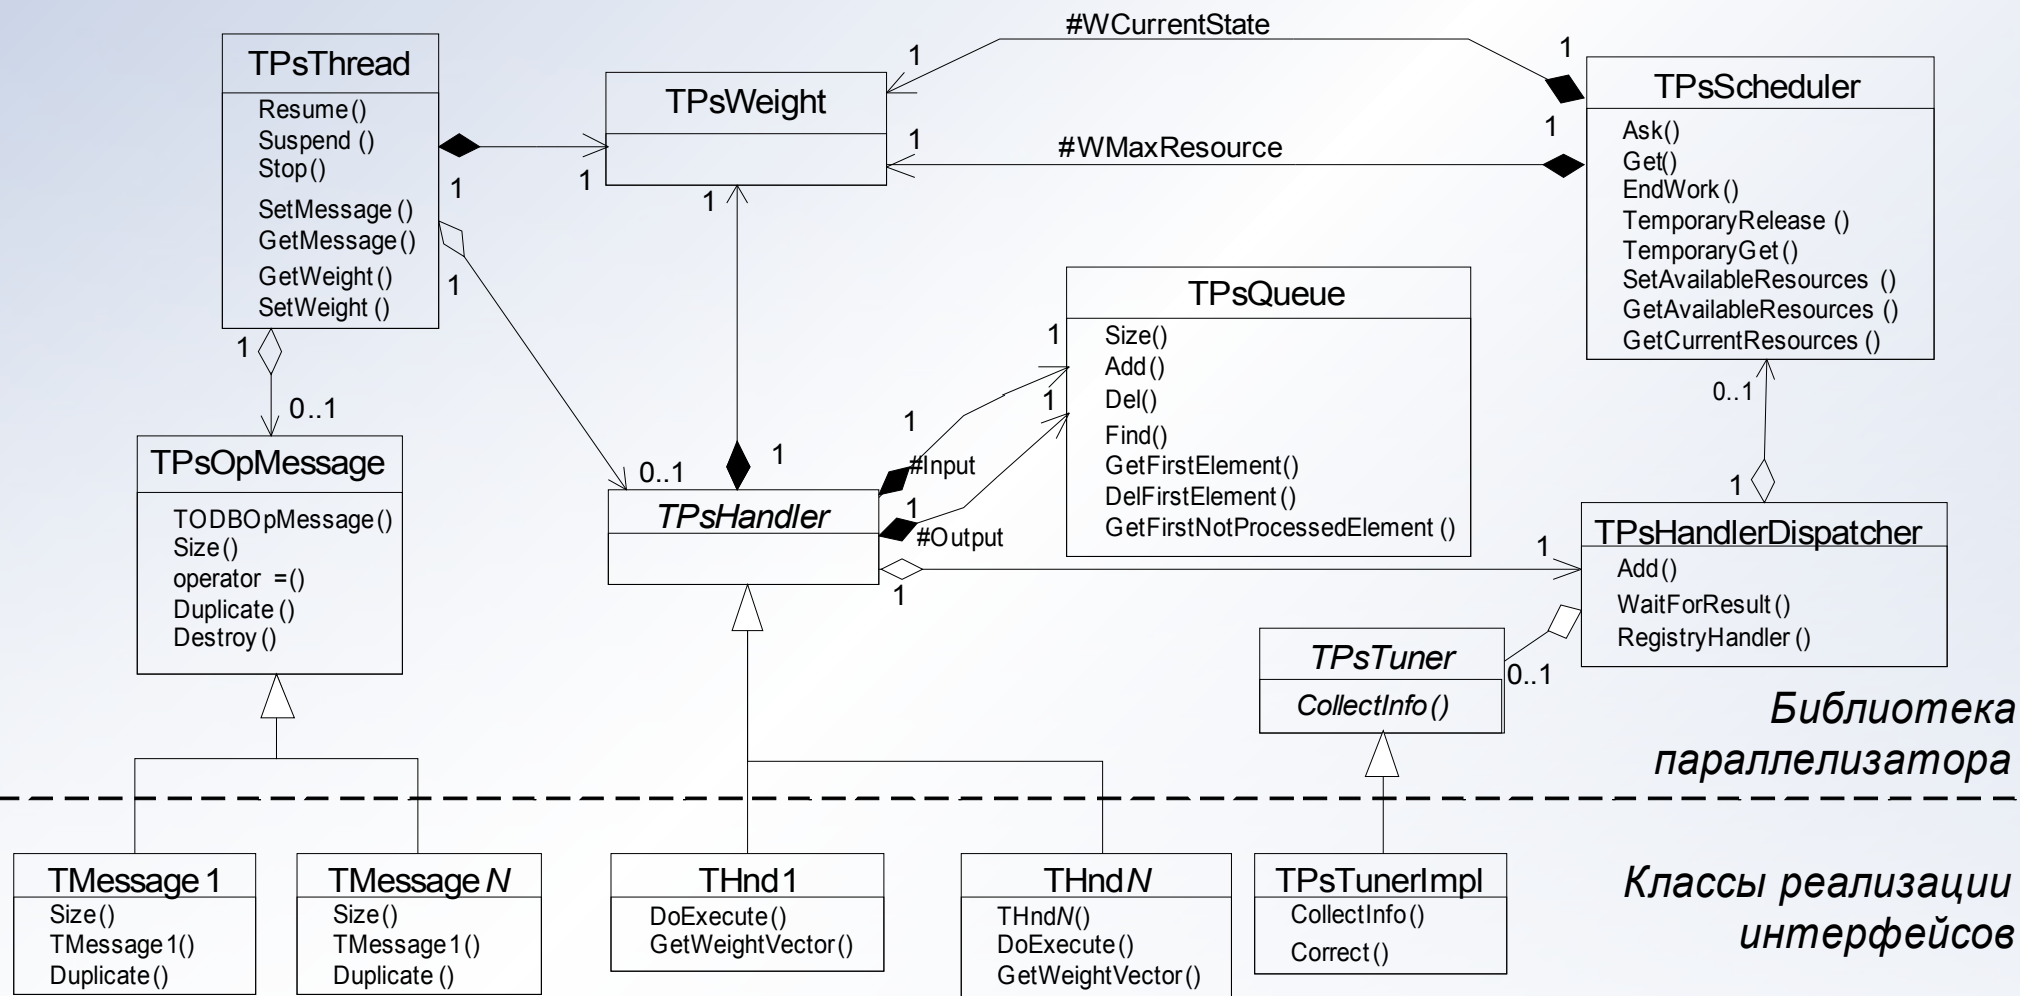 #WCurrentState
1
1
TPsThread
Resume()
Suspend ()
Stop()
SetMessage ()
GetMessage()
GetWeight()
SetWeight ()
TPsWeight
TPsScheduler
Ask()
Get()
EndWork()
TemporaryRelease ()
TemporaryGet()
SetAvailableResources ()
GetAvailableResources ()
GetCurrentResources ()
1
1
#WMaxResource
1
1
1
1
1
0..1
1
0..1
1
TPsQueue
Size()
Add()
Del()
Find()
GetFirstElement()
DelFirstElement()
GetFirstNotProcessedElement ()
1
1
1
#Input
1
#Output
0..1
1
TPsOpMessage
TODBOpMessage()
Size()
operator =()
Duplicate ()
Destroy()
TPsHandler
1
1
TPsHandlerDispatcher
Add()
WaitForResult()
RegistryHandler ()
TPsTuner
CollectInfo()
0..1
Библиотека
параллелизатора
TMessage 1
Size()
TMessage1()
Duplicate()
TMessage N
Size()
TMessage1()
Duplicate ()
THnd1
DoExecute()
GetWeightVector()
THndN
THndN()
DoExecute()
GetWeightVector()
TPsTunerImpl
CollectInfo()
Correct()
Классы реализации
интерфейсов